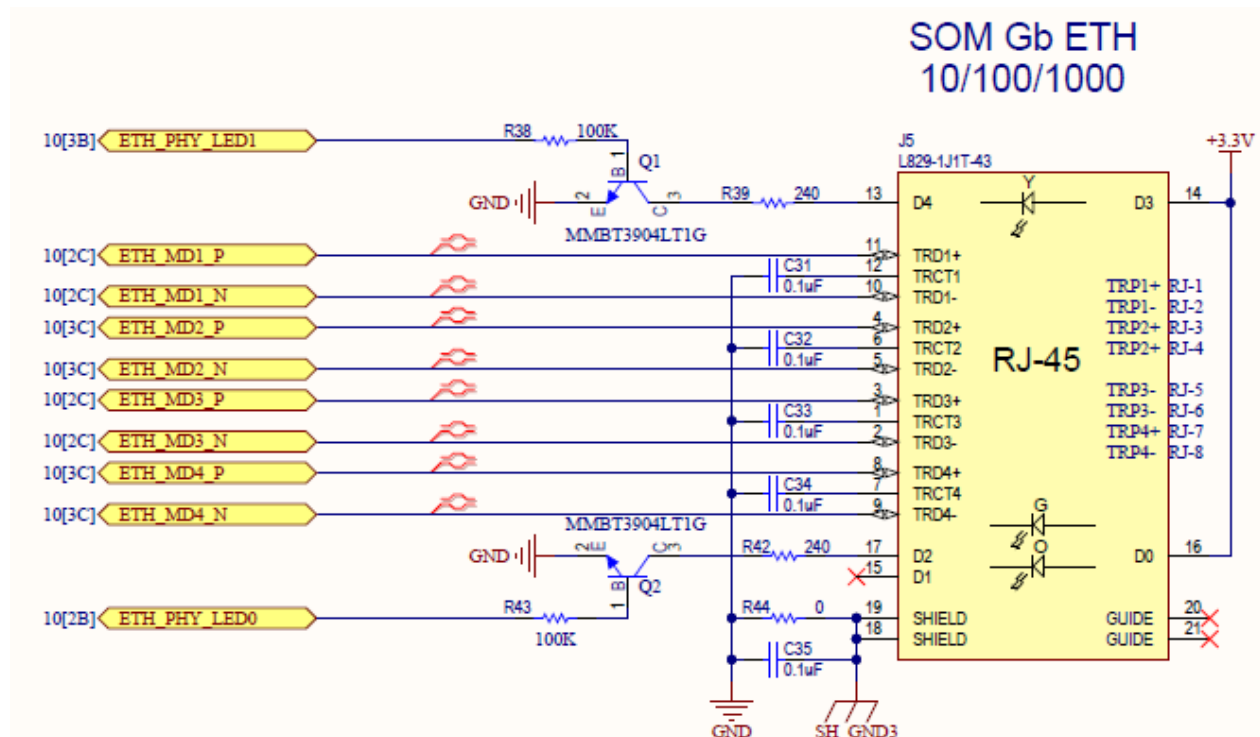 SOM Gb ETH
10/100/1000
10[3B] ETH_PHY_LED1
R38 100K
B 1
Q1
GND
2 E
C 3
MMBT3904LT1G
R39 240
J5
L829-1J1T-43
+3.3V
13 D4
Y
D3 14
10[2C] ETH_MD1_P
11 TRD1+
C31
0.1uF
12 TRCT1
10[2C] ETH_MD1_N
10 TRD1-
10[3C] ETH_MD2_P
4 TRD2+
C32
0.1uF
6 TRCT2
10[3C] ETH_MD2_N
5 TRD2-
10[2C] ETH_MD3_P
3 TRD3+
C33
0.1uF
1 TRCT3
10[2C] ETH_MD3_N
2 TRD3-
10[3C] ETH_MD4_P
8 TRD4+
C34
0.1uF
7 TRCT4
10[3C] ETH_MD4_N
9 TRD4-
RJ-45
TRP1+ RJ-1
TRP1- RJ-2
TRP2+ RJ-3
TRP2+ RJ-4
TRP3- RJ-5
TRP3- RJ-6
TRP4+ RJ-7
TRP4- RJ-8
MMBT3904LT1G
GND
2 E
C 3
1 B
Q2
R42 240
17 D2
15 D1
G
O
D0 16
10[2B] ETH_PHY_LED0
R43
100K
R44 0
19 SHIELD
18 SHIELD
GUIDE 20
GUIDE 21
C35
0.1uF
GND
SH_GND3